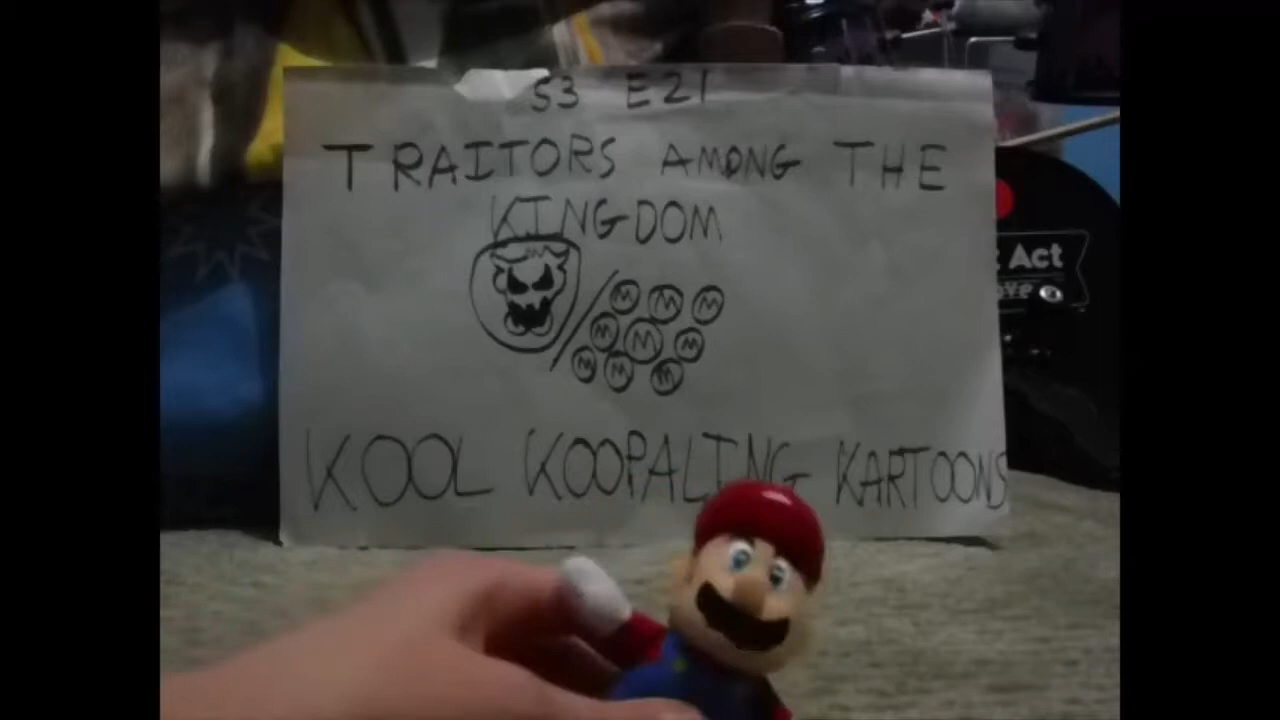 S3 E21
TRAITORS AMONG THE
KINGDOM
M M M
M M M
M M M
KOOL KOOPALING KARTOONS
Act